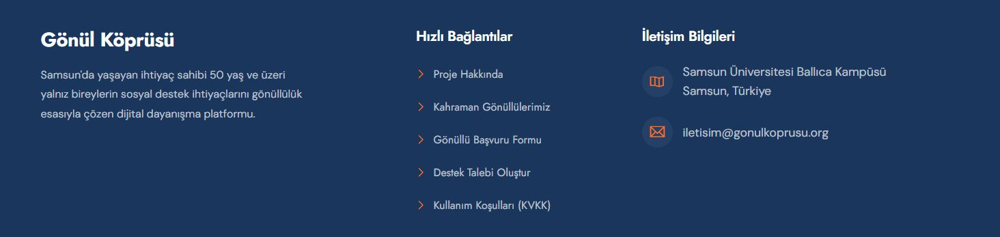 Gönül Köprüsü
Samsun'da yaşayan ihtiyaç sahibi 50 yaş ve üzeri
yalnız bireylerin sosyal destek ihtiyaçlarını gönüllülük
esasıyla çözen dijital dayanışma platformu.
Hızlı Bağlantılar
Proje Hakkında
Kahraman Gönüllülerimiz
Gönüllü Başvuru Formu
Destek Talebi Oluştur
Kullanım Koşulları (KVKK)
İletişim Bilgileri
Samsun Üniversitesi Ballıca Kampüsü
Samsun, Türkiye
iletisim@gonulkoprusu.org